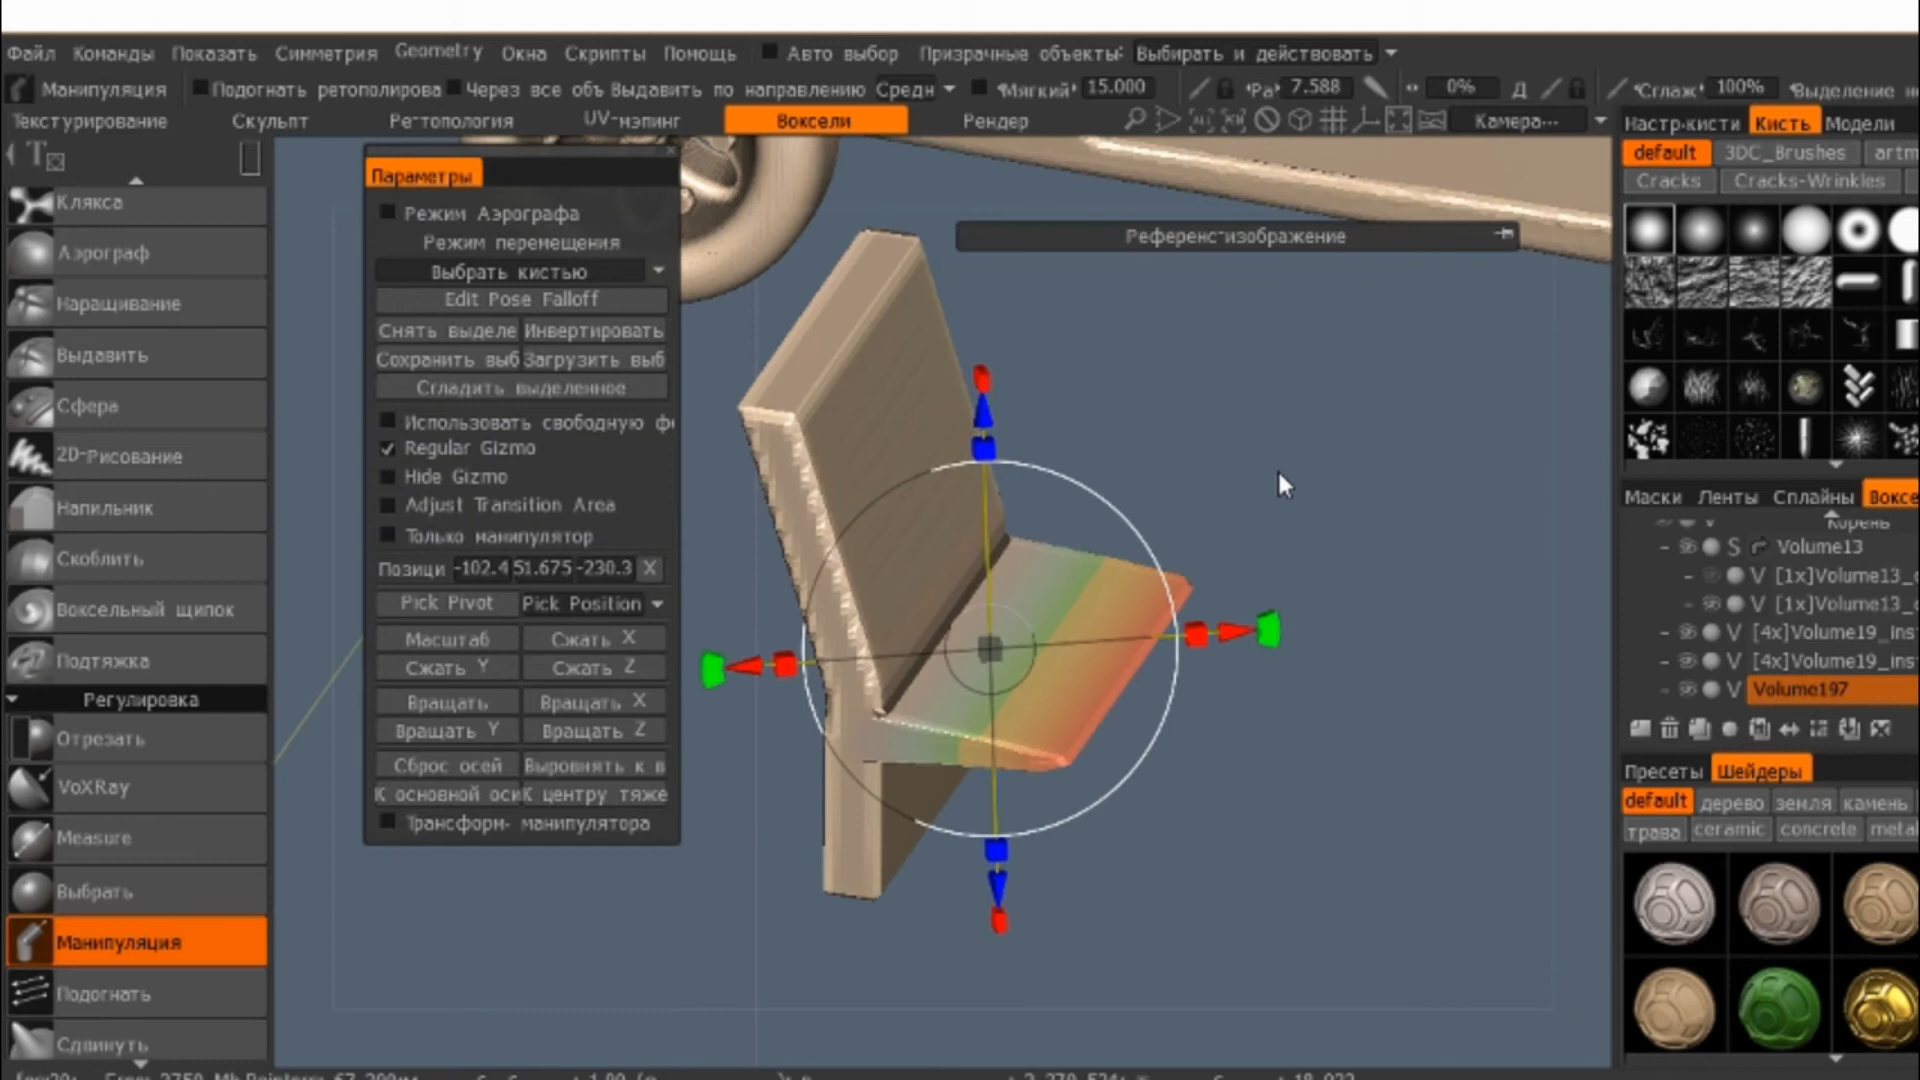 Файл Команды Показать Симметрия Geometry Окна Скрипты Помощь Авто выбор Призрачные объекты: Выбирать и действовать
Манипуляция Подогнать ретополирова Через все объ Выдавить по направлению Средн Мягкий 15.000 Ра 7.588 0% Д Сглаж 100% Выделение
Текстурирование Скульпт Ретопология UV-мэпинг Воксели Рендер Камера...
Настр.кисти Кисть Модели
default 3DC_Brushes artm
Cracks Cracks-Wrinkles
Клякса
Аэрограф
Наращивание
Выдавить
Сфера
2D-Рисование
Напильник
Скоблить
Воксельный щипок
Подтяжка
Регулировка
Отрезать
VoXRay
Measure
Выбрать
Манипуляция
Подогнать
Сдвинуть
Параметры
Режим Аэрографа
Режим перемещения
Выбрать кистью
Edit Pose Falloff
Снять выделе Инвертировать
Сохранить выб Загрузить выб
Сгладить выделенное
Использовать свободную ф
Regular Gizmo
Hide Gizmo
Adjust Transition Area
Только манипулятор
Позици -102.4 51.675 -230.3 X
Pick Pivot Pick Position
Масштаб Сжать X
Сжать Y Сжать Z
Вращать Вращать X
Вращать Y Вращать Z
Сброс осей Выровнять к в
К основной оси К центру тяже
Трансформ. манипулятора
Референс-изображение
Маски Ленты Сплайны Воксе
Корень
S Volume13
V [1x]Volume13_
V [1x]Volume13_
V [4x]Volume19_ins
V [4x]Volume19_ins
V Volume197
Пресеты Шейдеры
default дерево земля камень
трава ceramic concrete metal